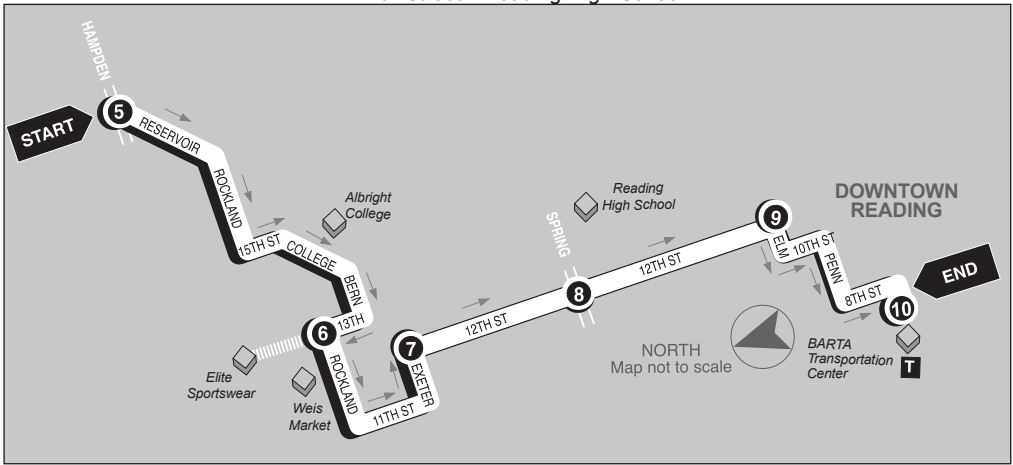 HAMPDEN
START
5
RESERVOIR
ROCKLAND
15TH ST
COLLEGE
Albright
College
BERN
13TH
6
Elite
Sportswear
Weis
Market
ROCKLAND
11TH ST
EXETER
7
12TH ST
SPRING
8
Reading
High School
12TH ST
9
ELM
10TH ST
PENN
8TH ST
10
DOWNTOWN
READING
END
NORTH
Map not to scale
BARTA
Transportation
Center
T